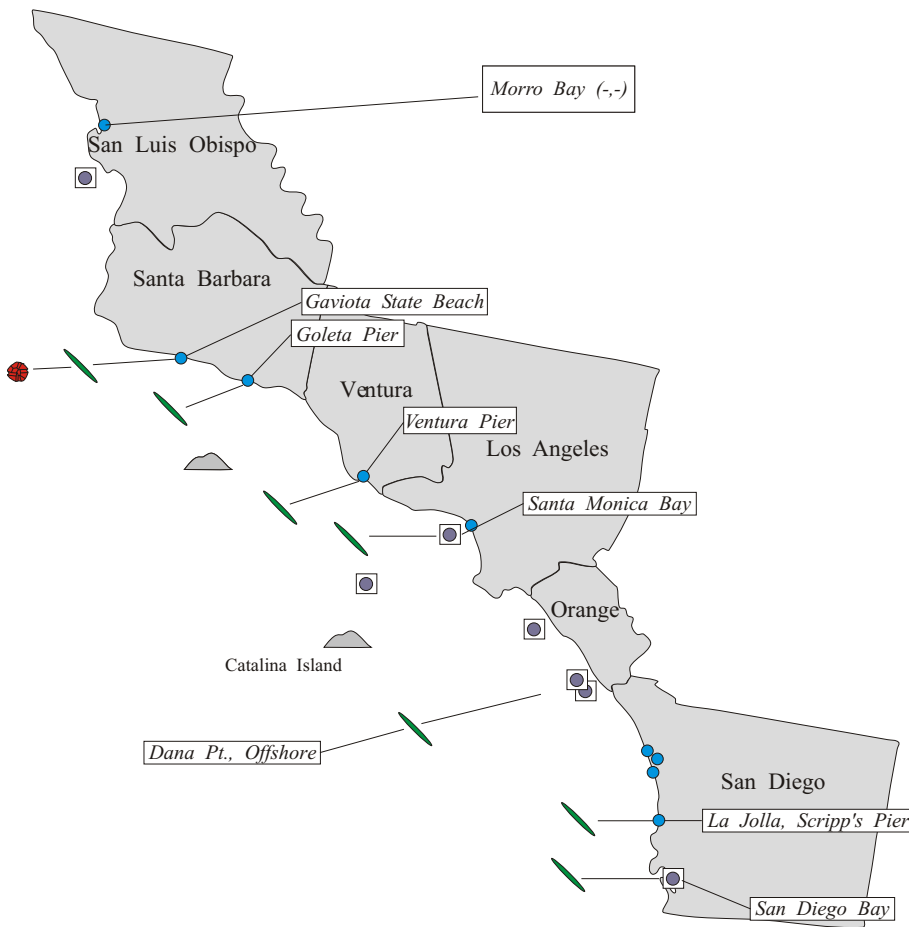 Morro Bay (-,-)
San Luis Obispo
Santa Barbara
Gaviota State Beach
Goleta Pier
Ventura
Ventura Pier
Los Angeles
Santa Monica Bay
Orange
Catalina Island
Dana Pt., Offshore
San Diego
La Jolla, Scripp's Pier
San Diego Bay